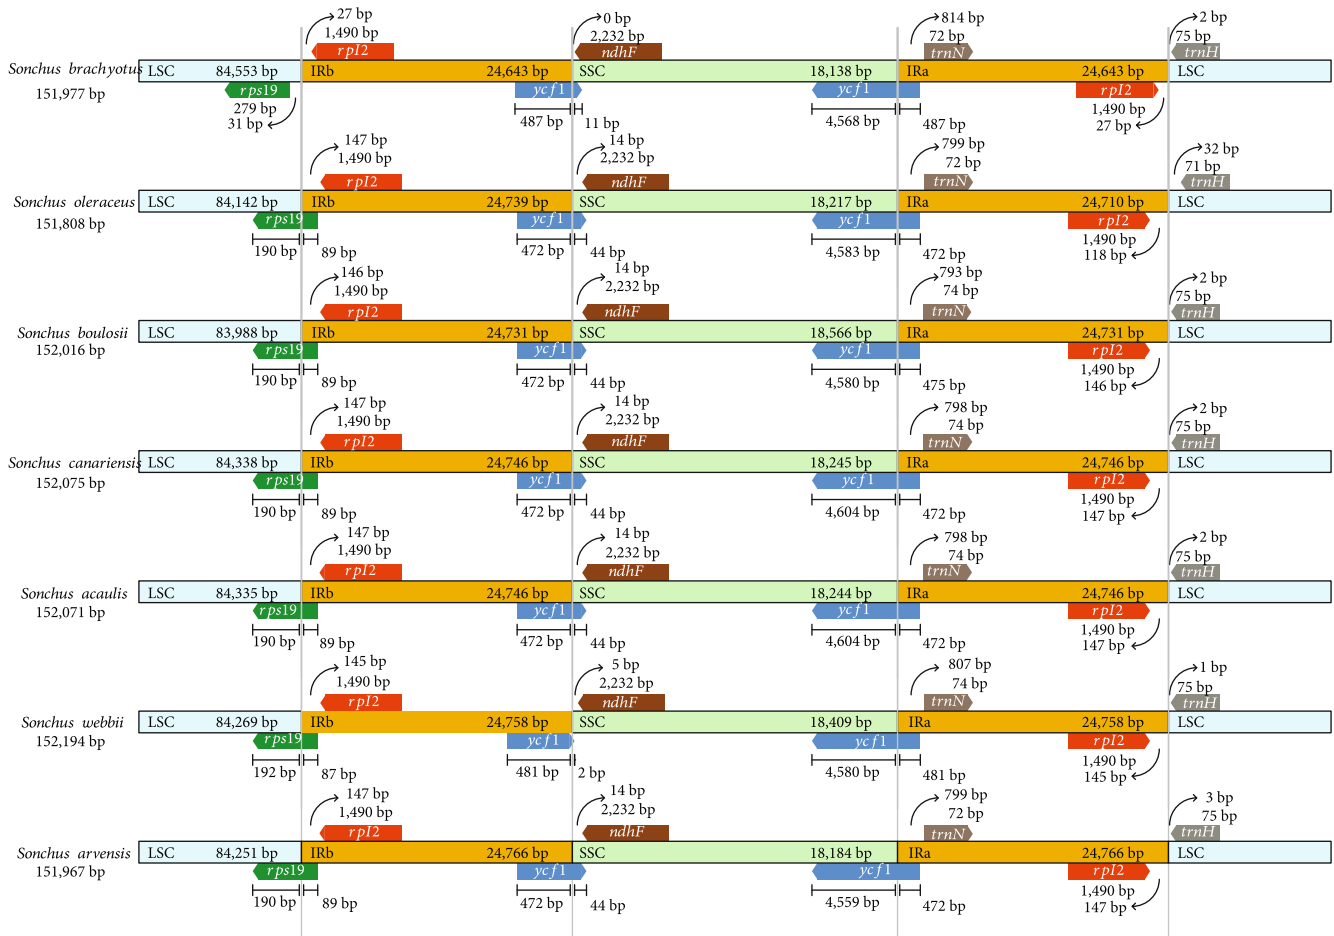 27 bp 0 bp 814 bp 2 bp
1,490 bp 2,232 bp 72 bp 75 bp
rpl2 ndhF trnN trnH
Sonchus brachyotus LSC 84,553 bp IRb 24,643 bp SSC 18,138 bp IRa 24,643 bp LSC
151,977 bp rps19 ycf1 ycf1 rpl2
279 bp 1,490 bp
31 bp 487 bp 11 bp 4,568 bp 487 bp 27 bp
147 bp 14 bp 799 bp 32 bp
1,490 bp 2,232 bp 72 bp 71 bp
rpl2 ndhF trnN trnH
Sonchus oleraceus LSC 84,142 bp IRb 24,739 bp SSC 18,217 bp IRa 24,710 bp LSC
151,808 bp rps19 ycf1 ycf1 rpl2
1,490 bp
190 bp 89 bp 472 bp 44 bp 4,583 bp 472 bp 118 bp
146 bp 14 bp 793 bp 2 bp
1,490 bp 2,232 bp 74 bp 75 bp
rpl2 ndhF trnN trnH
Sonchus boulosii LSC 83,988 bp IRb 24,731 bp SSC 18,566 bp IRa 24,731 bp LSC
152,016 bp rps19 ycf1 ycf1 rpl2
1,490 bp
190 bp 89 bp 472 bp 44 bp 4,580 bp 475 bp 146 bp
147 bp 14 bp 798 bp 2 bp
1,490 bp 2,232 bp 74 bp 75 bp
rpl2 ndhF trnN trnH
Sonchus canariensis LSC 84,338 bp IRb 24,746 bp SSC 18,245 bp IRa 24,746 bp LSC
152,075 bp rps19 ycf1 ycf1 rpl2
1,490 bp
190 bp 89 bp 472 bp 44 bp 4,604 bp 472 bp 147 bp
147 bp 14 bp 798 bp 2 bp
1,490 bp 2,232 bp 74 bp 75 bp
rpl2 ndhF trnN trnH
Sonchus acaulis LSC 84,335 bp IRb 24,746 bp SSC 18,244 bp IRa 24,746 bp LSC
152,071 bp rps19 ycf1 ycf1 rpl2
1,490 bp
190 bp 89 bp 472 bp 44 bp 4,604 bp 472 bp 147 bp
145 bp 5 bp 807 bp 1 bp
1,490 bp 2,232 bp 74 bp 75 bp
rpl2 ndhF trnN trnH
Sonchus webbii LSC 84,269 bp IRb 24,758 bp SSC 18,409 bp IRa 24,758 bp LSC
152,194 bp rps19 ycf1 ycf1 rpl2
1,490 bp
192 bp 87 bp 481 bp 2 bp 4,580 bp 481 bp 145 bp
147 bp 14 bp 799 bp 3 bp
1,490 bp 2,232 bp 72 bp 75 bp
rpl2 ndhF trnN trnH
Sonchus arvensis LSC 84,251 bp IRb 24,766 bp SSC 18,184 bp IRa 24,766 bp LSC
151,967 bp rps19 ycf1 ycf1 rpl2
1,490 bp
190 bp 89 bp 472 bp 44 bp 4,559 bp 472 bp 147 bp